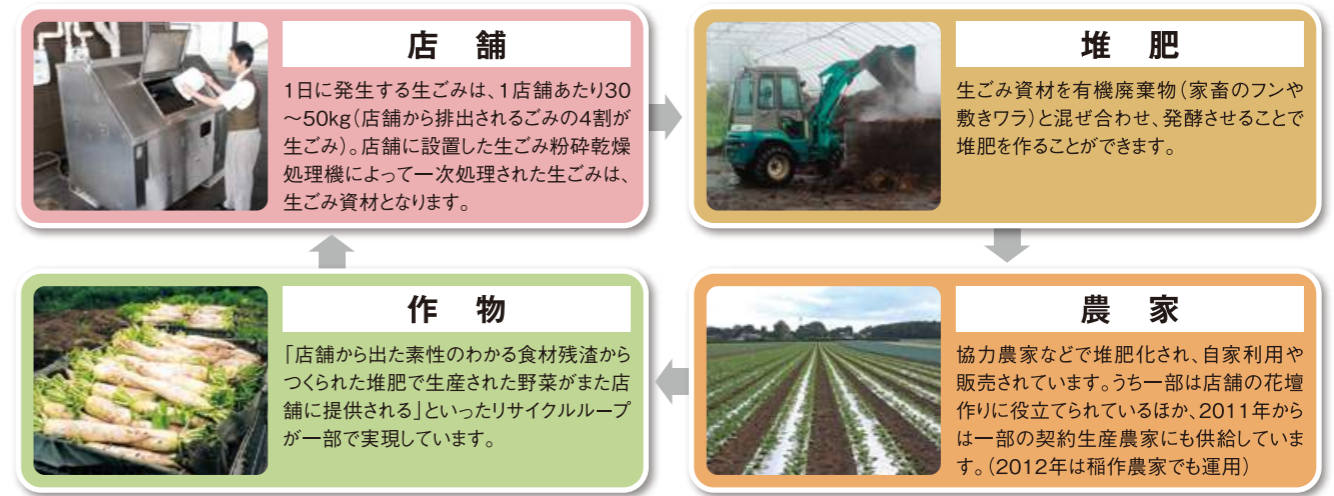 店 舗
1日に発生する生ごみは、1店舗あたり30
～50kg(店舗から排出されるごみの4割が
生ごみ)。店舗に設置した生ごみ粉砕乾燥
処理機によって一次処理された生ごみは、
生ごみ資材となります。
堆 肥
生ごみ資材を有機廃棄物(家畜のフンや
敷きワラ)と混ぜ合わせ、発酵させることで
堆肥を作ることができます。
作 物
「店舗から出た素性のわかる食材残渣から
つくられた堆肥で生産された野菜がまた店
舗に提供される」といったリサイクルループ
が一部で実現しています。
農 家
協力農家などで堆肥化され、自家利用や
販売されています。うち一部は店舗の花壇
作りに役立てられているほか、2011年から
は一部の契約生産農家にも供給していま
す。(2012年は稲作農家でも運用)